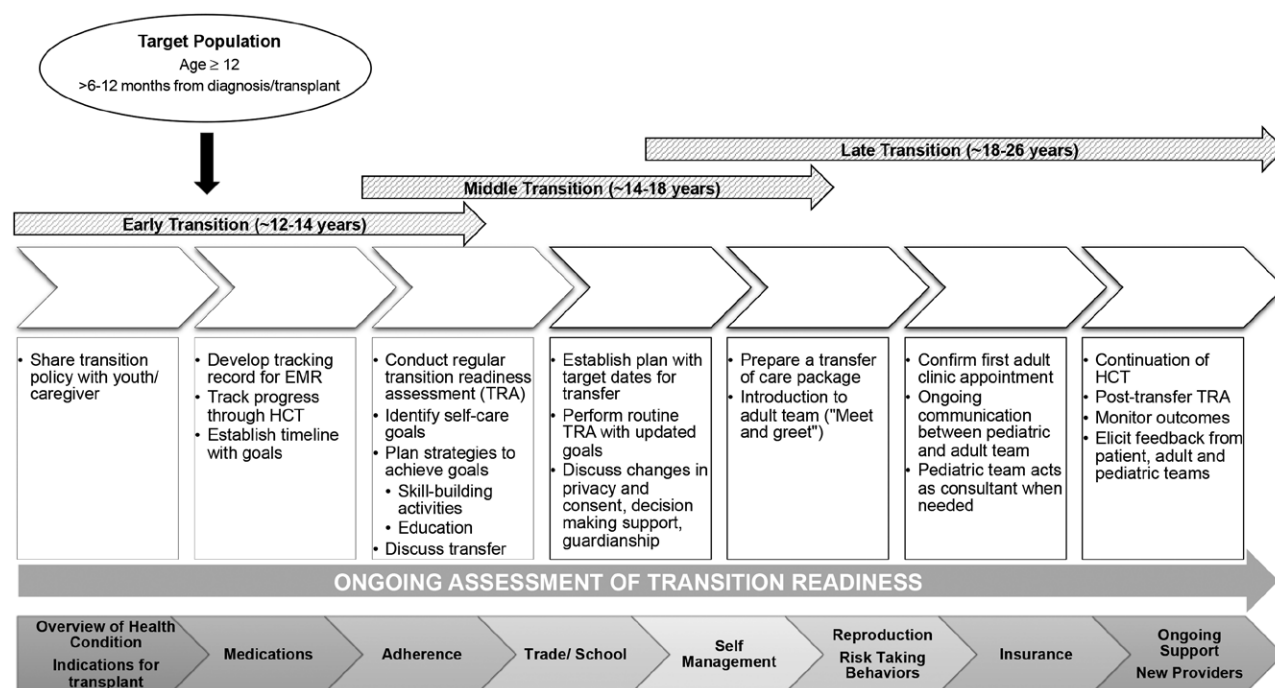 Target Population
Age ≥ 12
>6-12 months from diagnosis/transplant
Late Transition (~18-26 years)
Middle Transition (~14-18 years)
Early Transition (~12-14 years)
• Share transition
policy with youth/
caregiver
• Develop tracking
record for EMR
• Track progress
through HCT
• Establish timeline
with goals
• Conduct regular
transition readiness
assessment (TRA)
• Identify self-care
goals
• Plan strategies to
achieve goals
• Skill-building
activities
• Education
• Discuss transfer
• Establish plan with
target dates for
transfer
• Perform routine
TRA with updated
goals
• Discuss changes in
privacy and
consent, decision
making support,
guardianship
• Prepare a transfer
of care package
• Introduction to
adult team ("Meet
and greet")
• Confirm first adult
clinic appointment
• Ongoing
communication
between pediatric
and adult team
• Pediatric team acts
as consultant when
needed
• Continuation of
HCT
• Post-transfer TRA
• Monitor outcomes
• Elicit feedback from
patient, adult and
pediatric teams
ONGOING ASSESSMENT OF TRANSITION READINESS
Overview of Health
Condition
Indications for
transplant
Medications
Adherence
Trade/ School
Self
Management
Reproduction
Risk Taking
Behaviors
Insurance
Ongoing
Support
New Providers